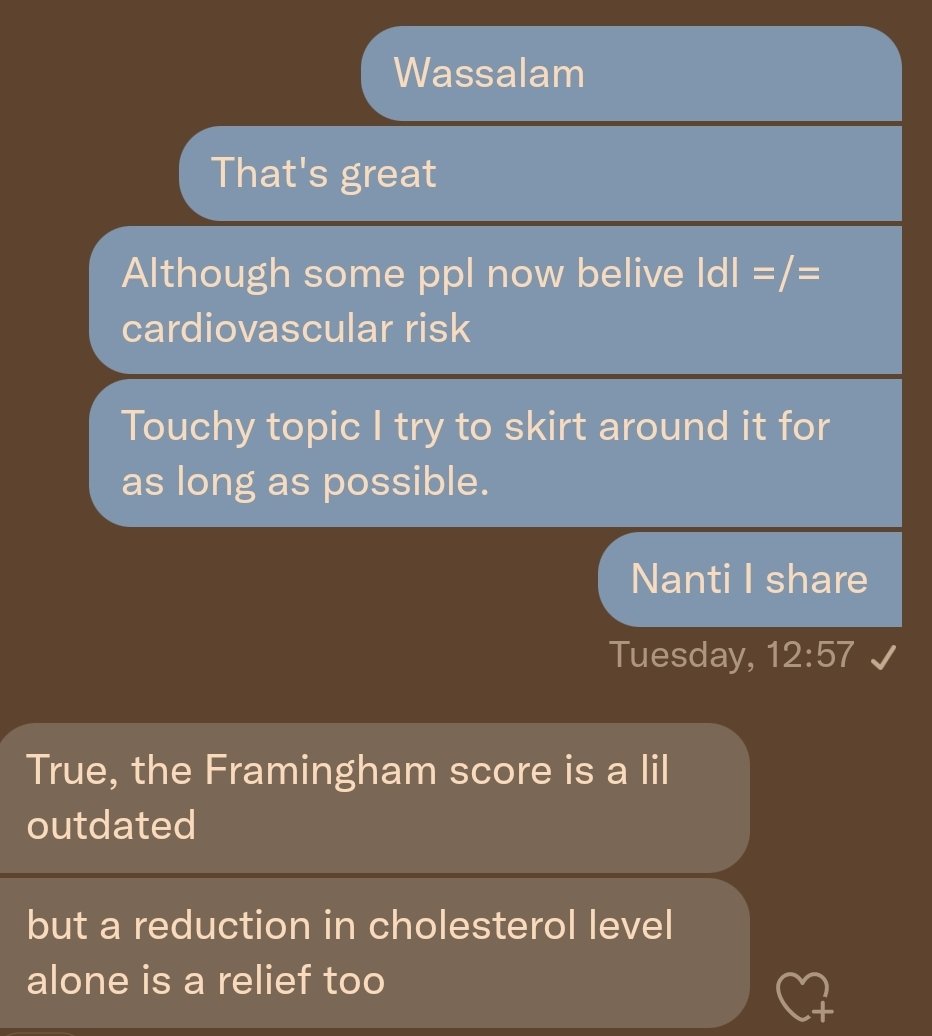 Wassalam
That's great
Although some ppl now belive ldl =/=
cardiovascular risk
Touchy topic I try to skirt around it for
as long as possible.
Nanti I share
Tuesday, 12:57
True, the Framingham score is a lil
outdated
but a reduction in cholesterol level
alone is a relief too